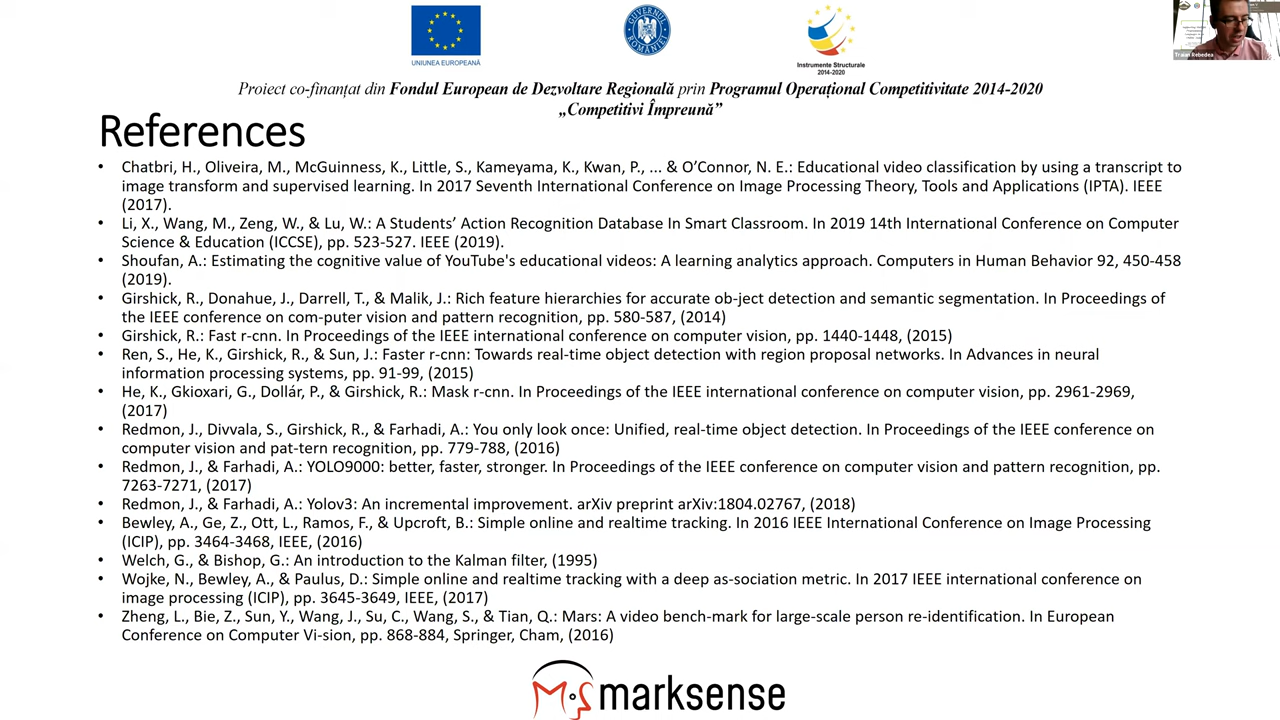 UNIUNEA EUROPEANĂ
GUVERNUL ROMÂNIEI
Instrumente Structurale
2014-2020
Traian Rebedea
Proiect co-finanțat din Fondul European de Dezvoltare Regională prin Programul Operațional Competitivitate 2014-2020
„Competitivi Împreună”
References
• Chatbri, H., Oliveira, M., McGuinness, K., Little, S., Kameyama, K., Kwan, P., ... & O’Connor, N. E.: Educational video classification by using a transcript to
image transform and supervised learning. In 2017 Seventh International Conference on Image Processing Theory, Tools and Applications (IPTA). IEEE
(2017).
• Li, X., Wang, M., Zeng, W., & Lu, W.: A Students’ Action Recognition Database In Smart Classroom. In 2019 14th International Conference on Computer
Science & Education (ICCSE), pp. 523-527. IEEE (2019).
• Shoufan, A.: Estimating the cognitive value of YouTube's educational videos: A learning analytics approach. Computers in Human Behavior 92, 450-458
(2019).
• Girshick, R., Donahue, J., Darrell, T., & Malik, J.: Rich feature hierarchies for accurate ob-ject detection and semantic segmentation. In Proceedings of
the IEEE conference on com-puter vision and pattern recognition, pp. 580-587, (2014)
• Girshick, R.: Fast r-cnn. In Proceedings of the IEEE international conference on computer vision, pp. 1440-1448, (2015)
• Ren, S., He, K., Girshick, R., & Sun, J.: Faster r-cnn: Towards real-time object detection with region proposal networks. In Advances in neural
information processing systems, pp. 91-99, (2015)
• He, K., Gkioxari, G., Dollár, P., & Girshick, R.: Mask r-cnn. In Proceedings of the IEEE international conference on computer vision, pp. 2961-2969,
(2017)
• Redmon, J., Divvala, S., Girshick, R., & Farhadi, A.: You only look once: Unified, real-time object detection. In Proceedings of the IEEE conference on
computer vision and pat-tern recognition, pp. 779-788, (2016)
• Redmon, J., & Farhadi, A.: YOLO9000: better, faster, stronger. In Proceedings of the IEEE conference on computer vision and pattern recognition, pp.
7263-7271, (2017)
• Redmon, J., & Farhadi, A.: Yolov3: An incremental improvement. arXiv preprint arXiv:1804.02767, (2018)
• Bewley, A., Ge, Z., Ott, L., Ramos, F., & Upcroft, B.: Simple online and realtime tracking. In 2016 IEEE International Conference on Image Processing
(ICIP), pp. 3464-3468, IEEE, (2016)
• Welch, G., & Bishop, G.: An introduction to the Kalman filter, (1995)
• Wojke, N., Bewley, A., & Paulus, D.: Simple online and realtime tracking with a deep as-sociation metric. In 2017 IEEE international conference on
image processing (ICIP), pp. 3645-3649, IEEE, (2017)
• Zheng, L., Bie, Z., Sun, Y., Wang, J., Su, C., Wang, S., & Tian, Q.: Mars: A video bench-mark for large-scale person re-identification. In European
Conference on Computer Vi-sion, pp. 868-884, Springer, Cham, (2016)
marksense